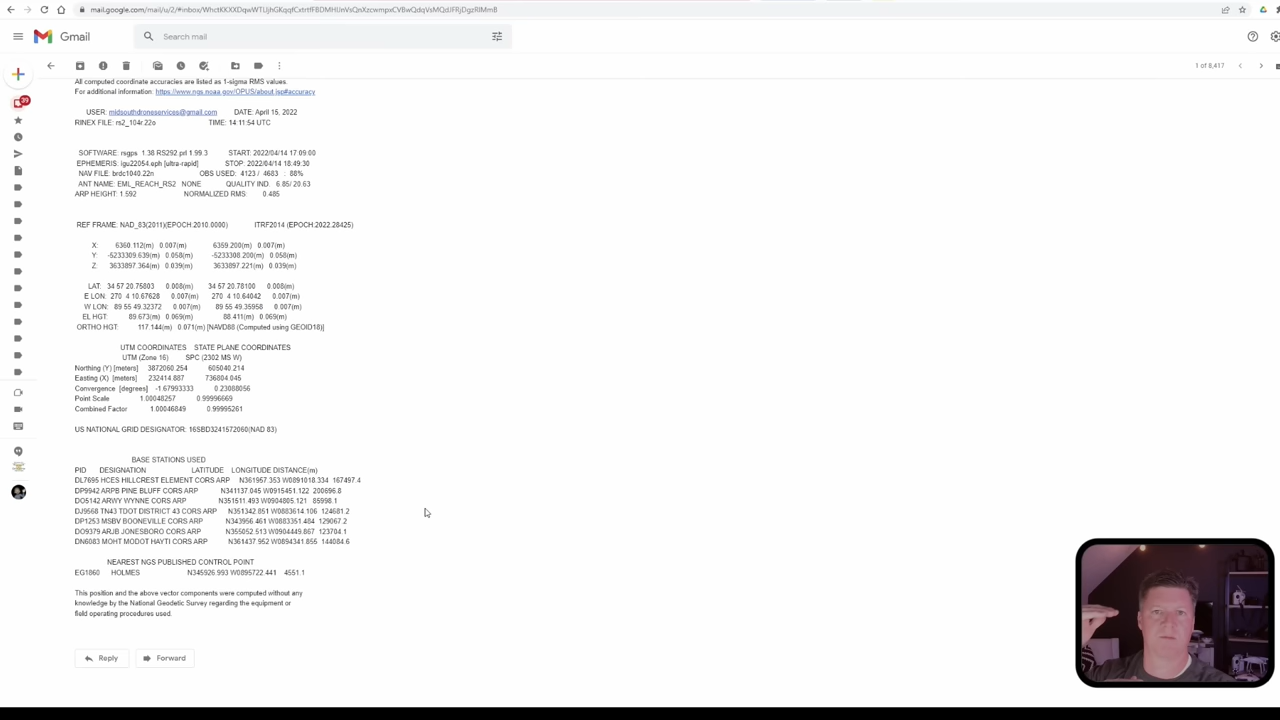 Gmail
Search mail
1 of 8,417
39
All computed coordinate accuracies are listed as 1-sigma RMS values.
For additional information: https://www.ngs.noaa.gov/OPUS/about.jsp#accuracy
USER: midsouthdroneservices@gmail.com DATE: April 15, 2022
RINEX FILE: rs2_104r.22o TIME: 14:11:54 UTC
SOFTWARE: rsgps 1.38 RS292.prl 1.99.3 START: 2022/04/14 17:09:00
EPHEMERIS: igu22054.eph [ultra-rapid] STOP: 2022/04/14 18:49:30
NAV FILE: brdc1040.22n OBS USED: 4123 / 4683 : 88%
ANT NAME: EML_REACH_RS2 NONE QUALITY IND. 6.85/ 20.63
ARP HEIGHT: 1.592 NORMALIZED RMS: 0.485
REF FRAME: NAD_83(2011)(EPOCH:2010.0000) ITRF2014 (EPOCH:2022.28425)
X: 6360.112(m) 0.007(m) 6359.200(m) 0.007(m)
Y: -5233309.639(m) 0.058(m) -5233308.200(m) 0.058(m)
Z: 3633897.364(m) 0.039(m) 3633897.221(m) 0.039(m)
LAT: 34 57 20.75803 0.008(m) 34 57 20.78100 0.008(m)
E LON: 270 4 10.67628 0.007(m) 270 4 10.64042 0.007(m)
W LON: 89 55 49.32372 0.007(m) 89 55 49.35958 0.007(m)
EL HGT: 89.673(m) 0.069(m) 88.411(m) 0.069(m)
ORTHO HGT: 117.144(m) 0.071(m) [NAVD88 (Computed using GEOID18)]
UTM COORDINATES STATE PLANE COORDINATES
UTM (Zone 16) SPC (2302 MS W)
Northing (Y) [meters] 3872060.254 605040.214
Easting (X) [meters] 232414.887 736804.045
Convergence [degrees] -1.67993333 0.23088056
Point Scale 1.00048257 0.99996669
Combined Factor 1.00046849 0.99995261
US NATIONAL GRID DESIGNATOR: 16SBD3241572060(NAD 83)
BASE STATIONS USED
PID DESIGNATION LATITUDE LONGITUDE DISTANCE(m)
DL7695 HCES HILLCREST ELEMENT CORS ARP N361957.353 W0891018.334 167497.4
DP9942 ARPB PINE BLUFF CORS ARP N341137.045 W0915451.122 200696.8
DO5142 ARWY WYNNE CORS ARP N351511.493 W0904805.121 85998.1
DJ9568 TN43 TDOT DISTRICT 43 CORS ARP N351342.851 W0883614.106 124681.2
DP1253 MSBV BOONEVILLE CORS ARP N343956.461 W0883351.484 129067.2
DO9379 ARJB JONESBORO CORS ARP N355052.513 W0904449.867 123704.1
DN6083 MOHT MODOT HAYTI CORS ARP N361437.952 W0894341.855 144084.6
NEAREST NGS PUBLISHED CONTROL POINT
EG1860 HOLMES N345926.993 W0895722.441 4551.1
This position and the above vector components were computed without any
knowledge by the National Geodetic Survey regarding the equipment or
field operating procedures used.
Reply Forward